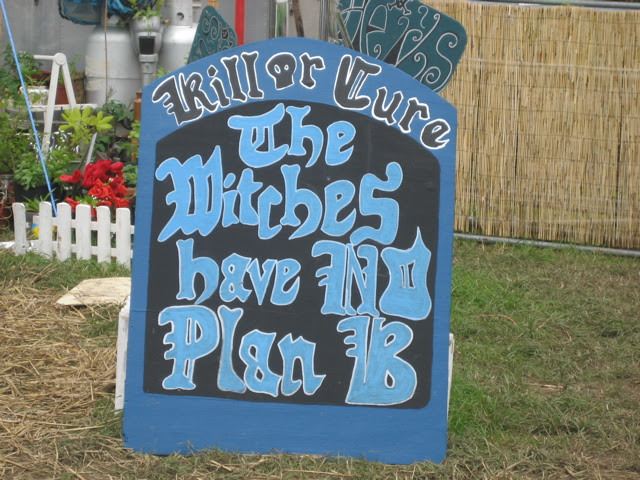 Kill or Cure
The
Witches
have NO
Plan B